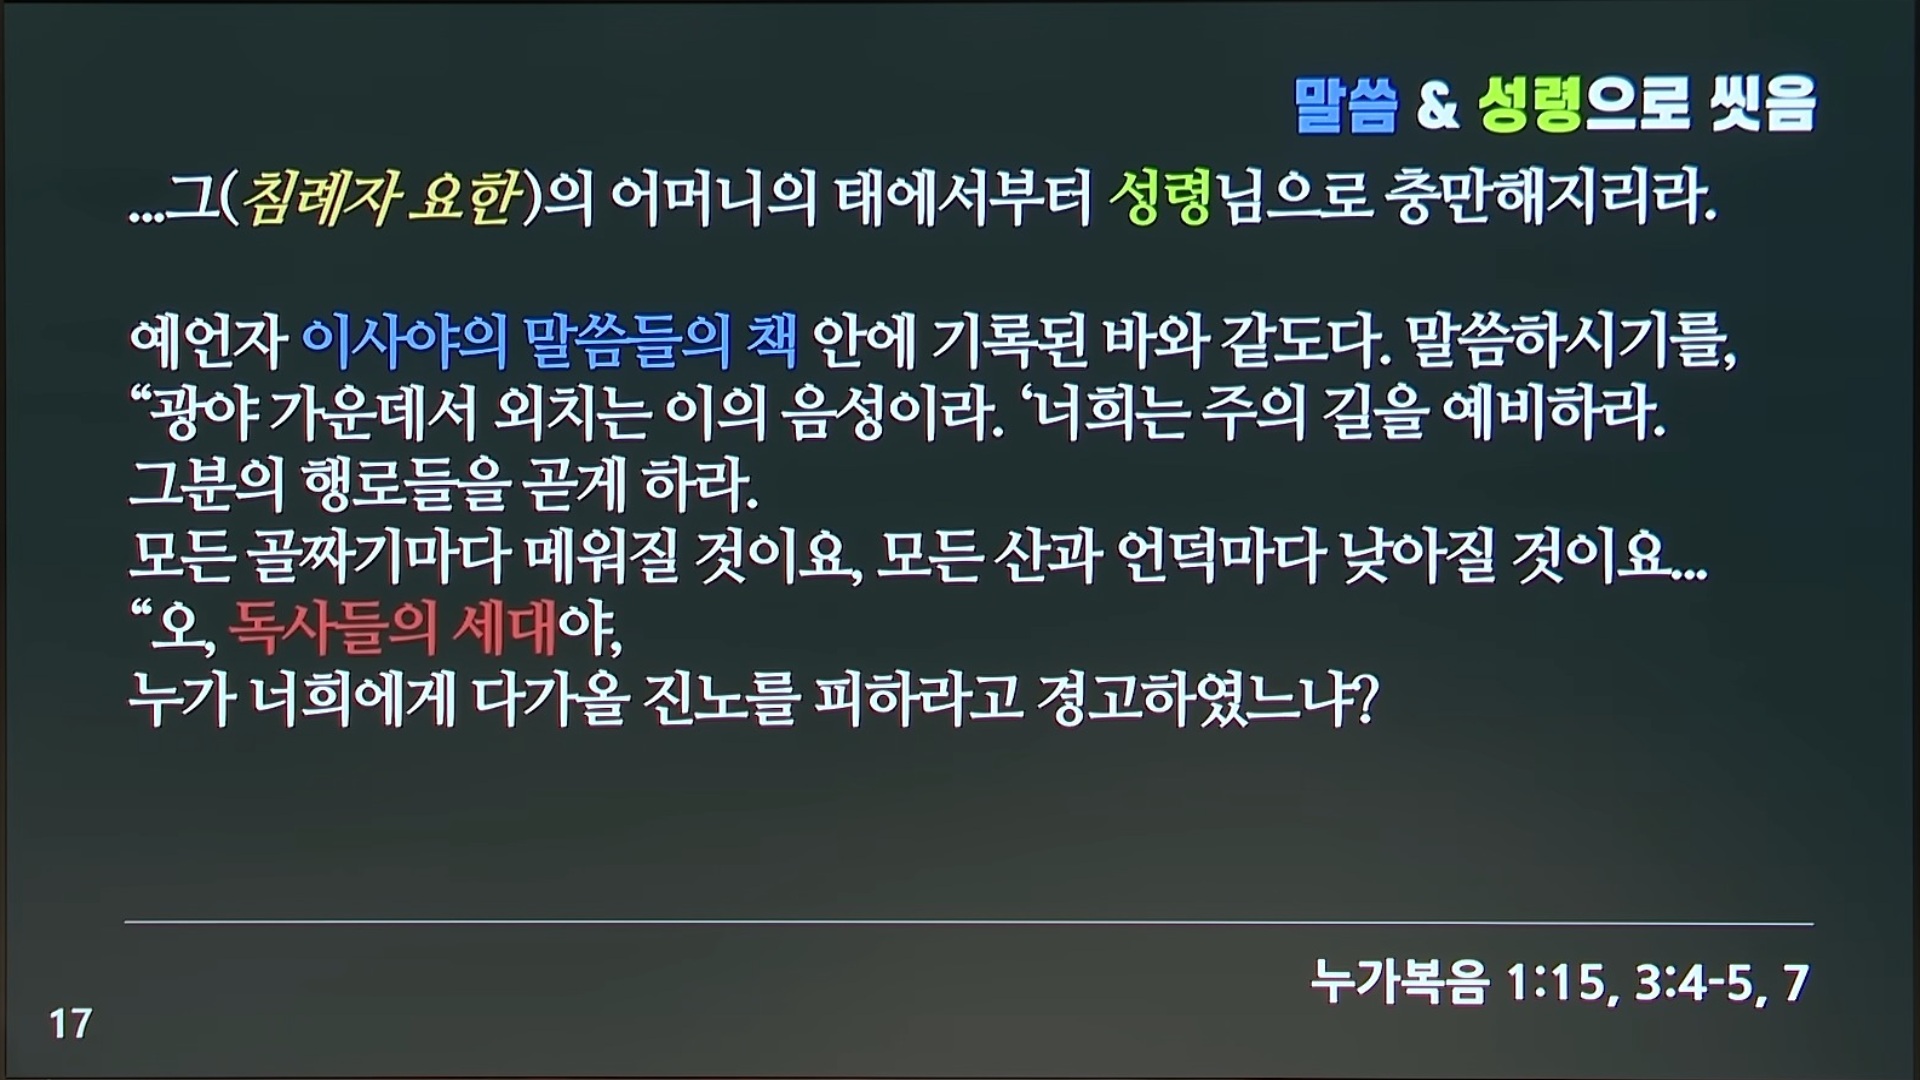 말씀 & 성령으로 씻음
...그(침례자 요한)의 어머니의 태에서부터 성령님으로 충만해지리라.
예언자 이사야의 말씀들의 책 안에 기록된 바와 같도다. 말씀하시기를,
“광야 가운데서 외치는 이의 음성이라. ‘너희는 주의 길을 예비하라.
그분의 행로들을 곧게 하라.
모든 골짜기마다 메워질 것이요, 모든 산과 언덕마다 낮아질 것이요...
“오, 독사들의 세대야,
누가 너희에게 다가올 진노를 피하라고 경고하였느냐?
누가복음 1:15, 3:4-5, 7
17